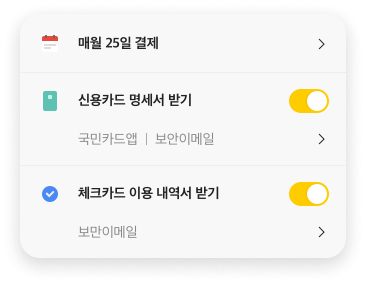 매월 25일 결제
신용카드 명세서 받기
국민카드앱 | 보안이메일
체크카드 이용 내역서 받기
보만이메일